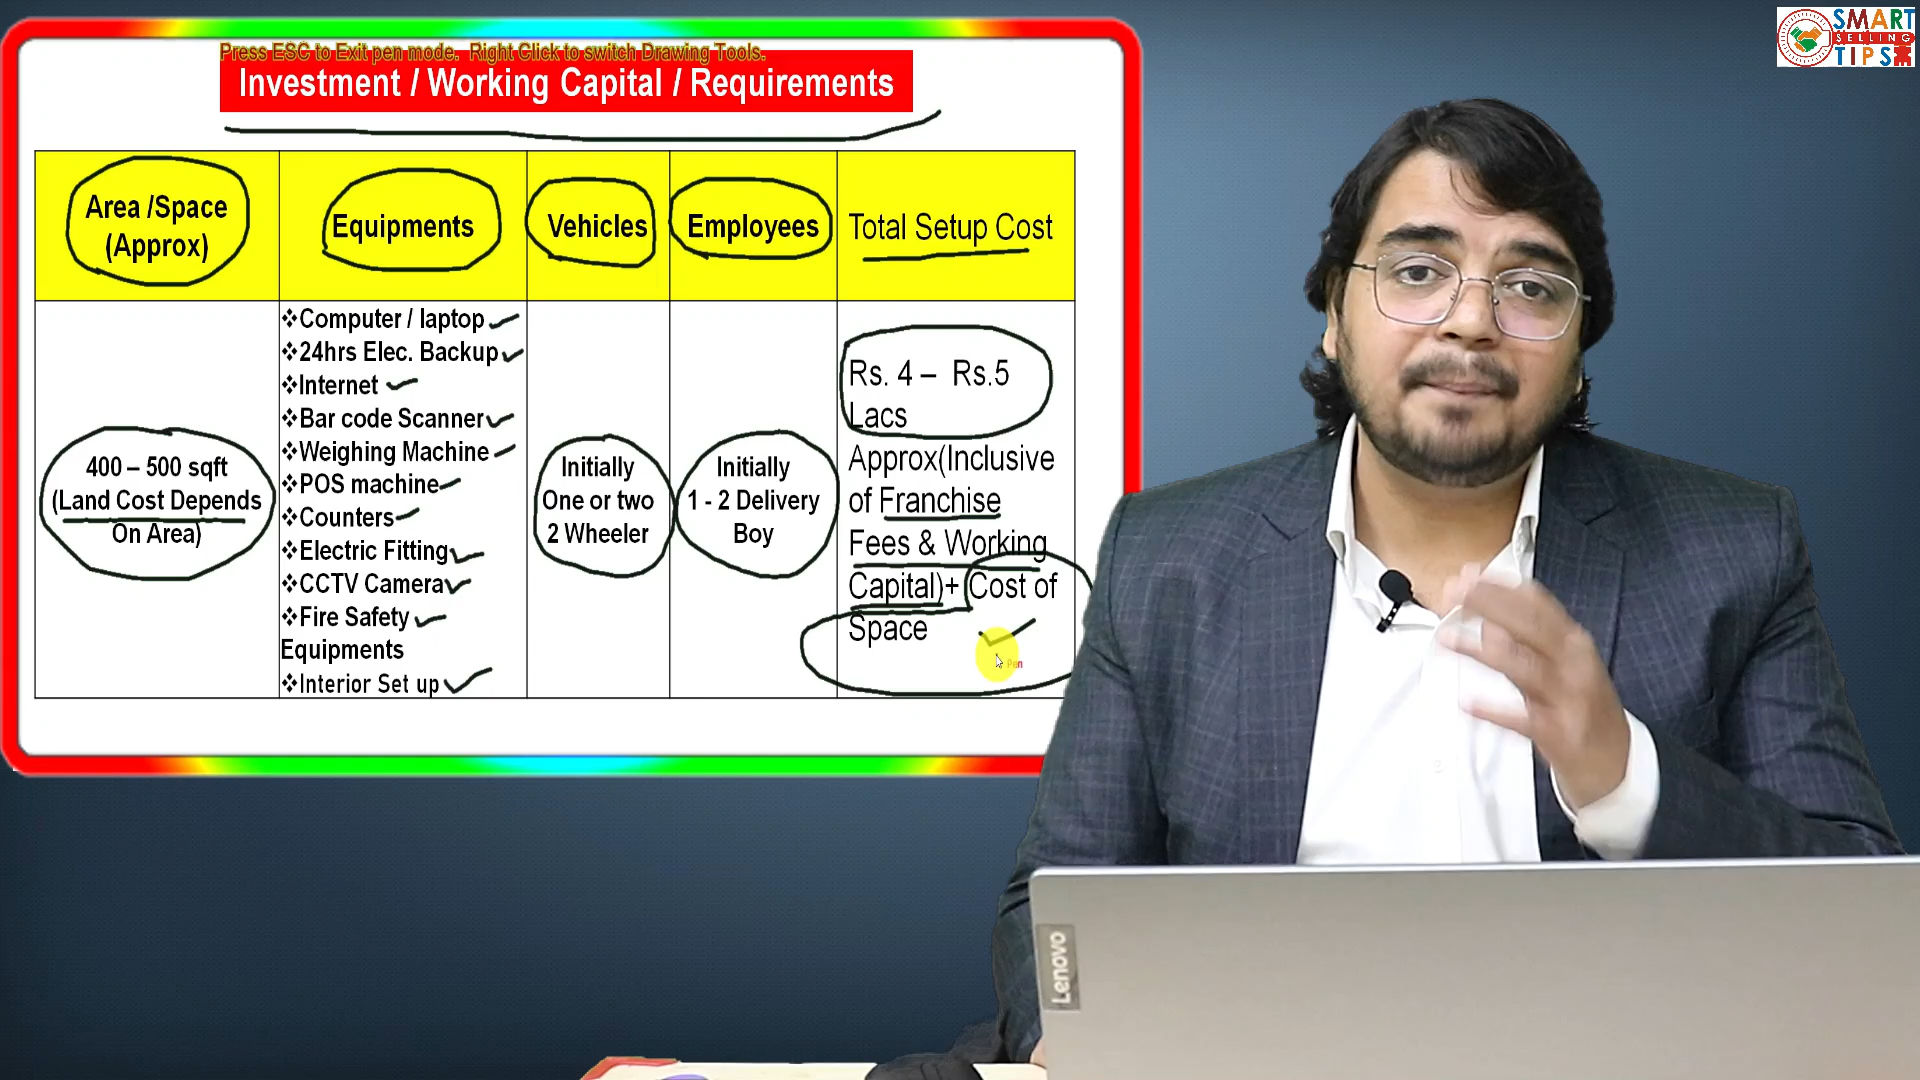 Press ESC to Exit pen mode. Right Click to switch Drawing Tools.
Investment / Working Capital / Requirements
Area /Space
(Approx)
Equipments
Vehicles
Employees
Total Setup Cost
400 – 500 sqft
(Land Cost Depends
On Area)
❖Computer / laptop
❖24hrs Elec. Backup
❖Internet
❖Bar code Scanner
❖Weighing Machine
❖POS machine
❖Counters
❖Electric Fitting
❖CCTV Camera
❖Fire Safety
Equipments
❖Interior Set up
Initially
One or two
2 Wheeler
Initially
1 - 2 Delivery
Boy
Rs. 4 – Rs.5
Lacs
Approx(Inclusive
of Franchise
Fees & Working
Capital)+ Cost of
Space
Pen
SMART
SELLING
TIPS
Lenovo